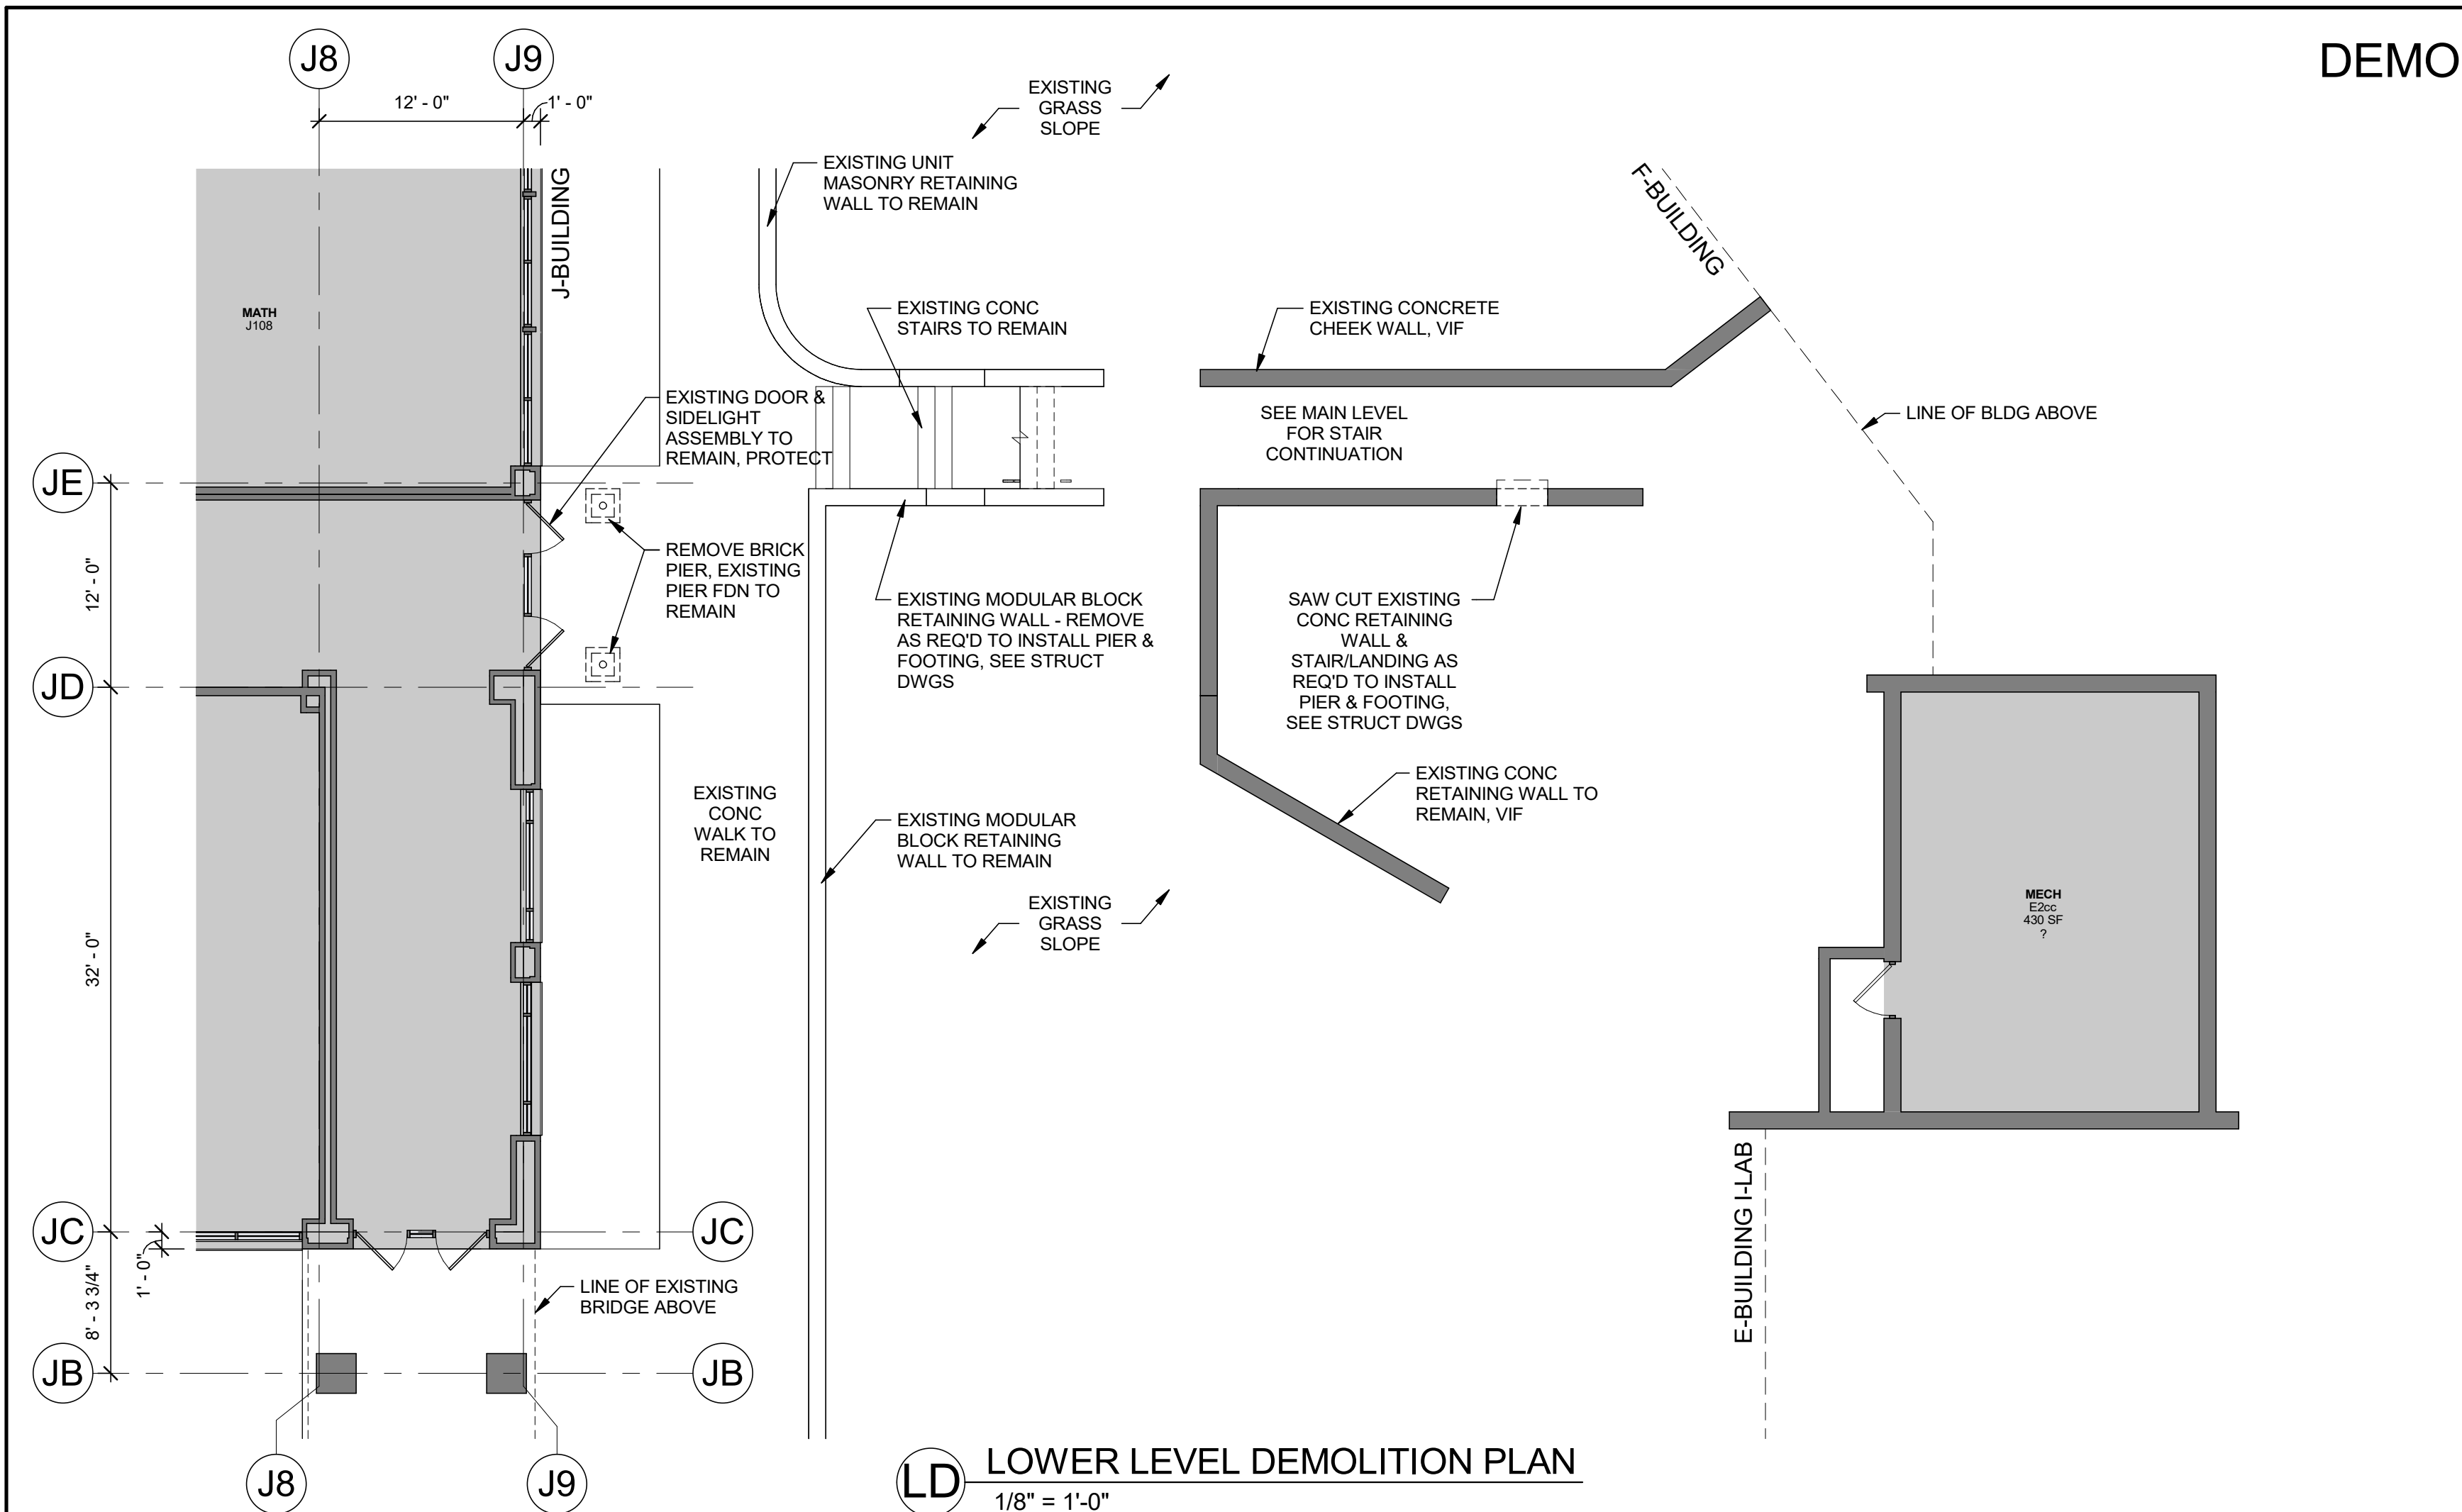 DEMO
J8
J9
12' - 0"
1' - 0"
EXISTING
GRASS
SLOPE
EXISTING UNIT
MASONRY RETAINING
WALL TO REMAIN
J-BUILDING
F-BUILDING
MATH
J108
EXISTING CONC
STAIRS TO REMAIN
EXISTING CONCRETE
CHEEK WALL, VIF
EXISTING DOOR &
SIDELIGHT
ASSEMBLY TO
REMAIN, PROTECT
SEE MAIN LEVEL
FOR STAIR
CONTINUATION
LINE OF BLDG ABOVE
JE
12' - 0"
REMOVE BRICK
PIER, EXISTING
PIER FDN TO
REMAIN
EXISTING MODULAR BLOCK
RETAINING WALL - REMOVE
AS REQ'D TO INSTALL PIER &
FOOTING, SEE STRUCT
DWGS
SAW CUT EXISTING
CONC RETAINING
WALL &
STAIR/LANDING AS
REQ'D TO INSTALL
PIER & FOOTING,
SEE STRUCT DWGS
JD
EXISTING CONC
RETAINING WALL TO
REMAIN, VIF
EXISTING
CONC
WALK TO
REMAIN
EXISTING MODULAR
BLOCK RETAINING
WALL TO REMAIN
EXISTING
GRASS
SLOPE
MECH
E2cc
430 SF
?
32' - 0"
JC
JC
1' - 0"
8' - 3 3/4"
LINE OF EXISTING
BRIDGE ABOVE
E-BUILDING I-LAB
JB
JB
J8
J9
LD
LOWER LEVEL DEMOLITION PLAN
1/8" = 1'-0"